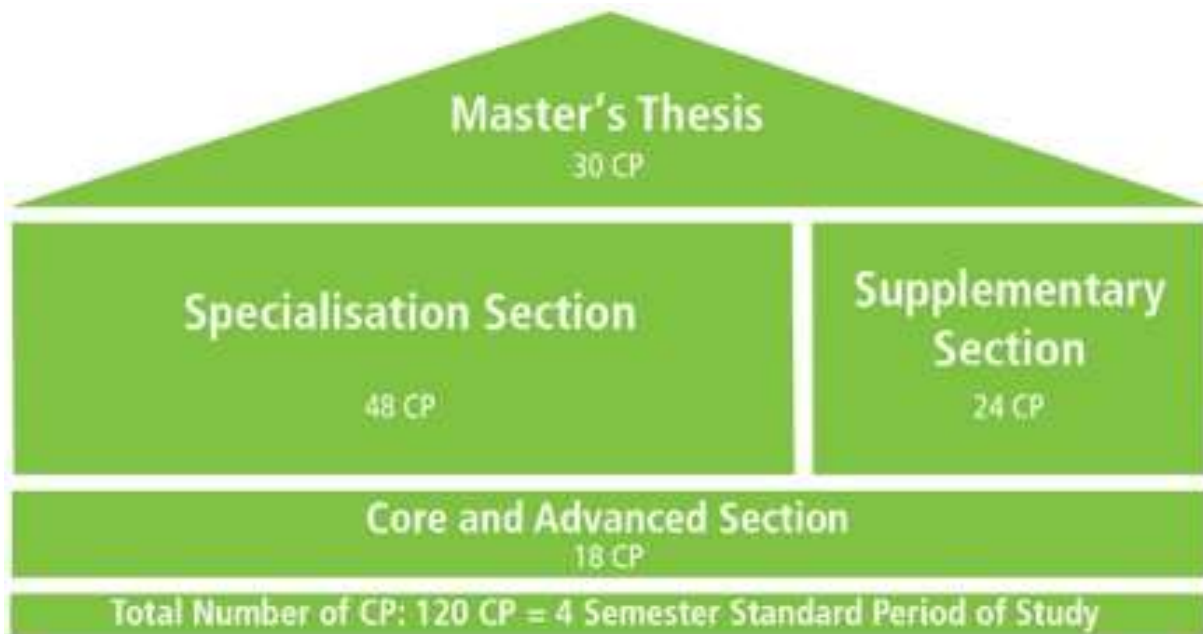 Master's Thesis
30 CP
Specialisation Section
48 CP
Supplementary
Section
24 CP
Core and Advanced Section
18 CP
Total Number of CP: 120 CP = 4 Semester Standard Period of Study